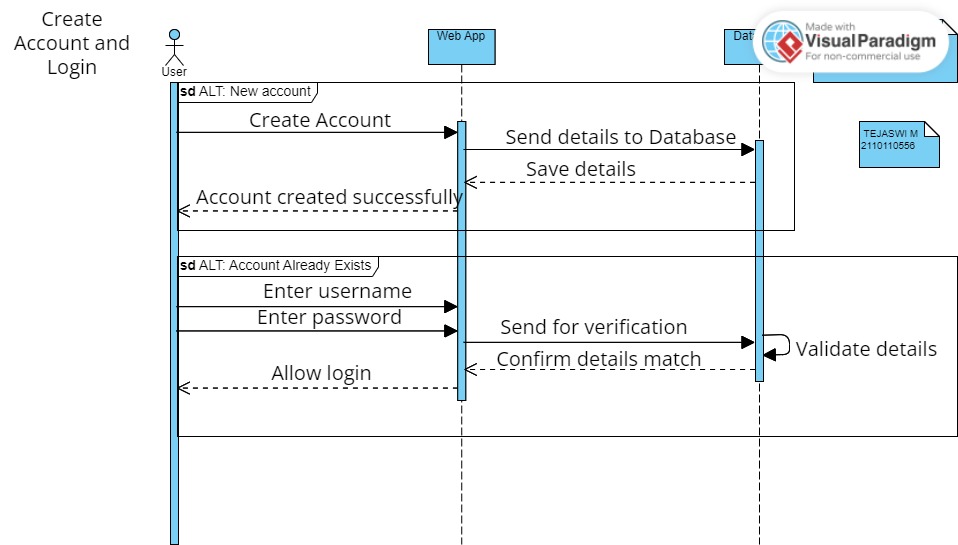 Create
Account and
Login
User
Web App
Made with
Visual Paradigm
For non-commercial use
TEJASWI M
2110110556
sd ALT: New account
Create Account
Send details to Database
Save details
Account created successfully
sd ALT: Account Already Exists
Enter username
Enter password
Send for verification
Validate details
Confirm details match
Allow login